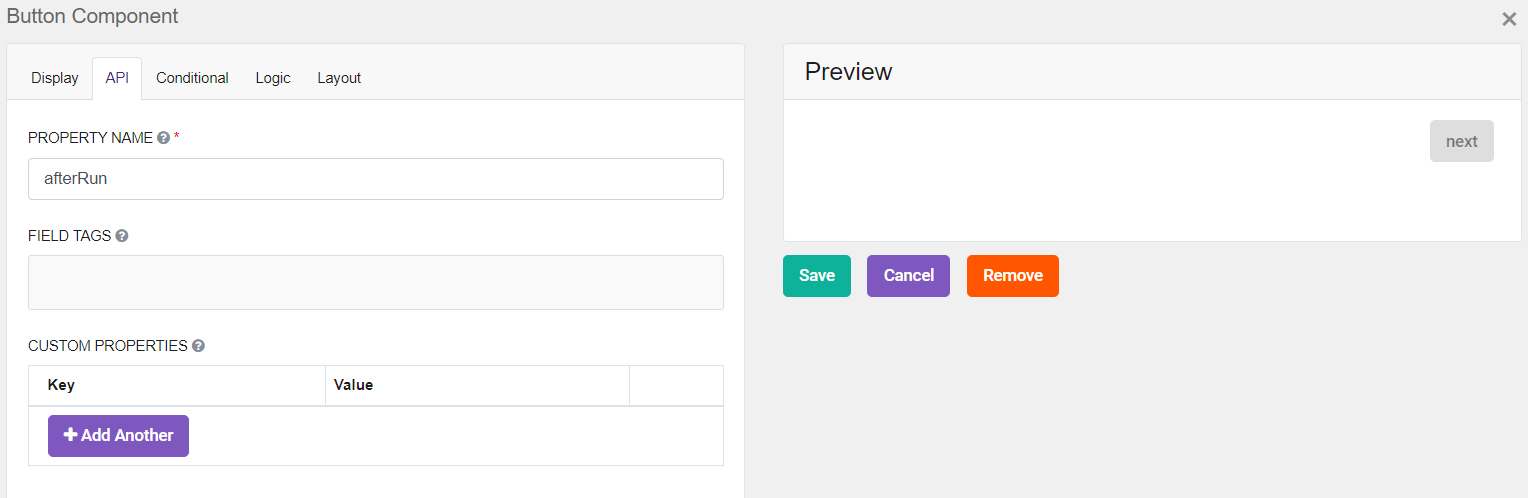 Button Component
Display API Conditional Logic Layout
PROPERTY NAME *
afterRun
FIELD TAGS
CUSTOM PROPERTIES
Key Value
Add Another
Preview
next
Save Cancel Remove